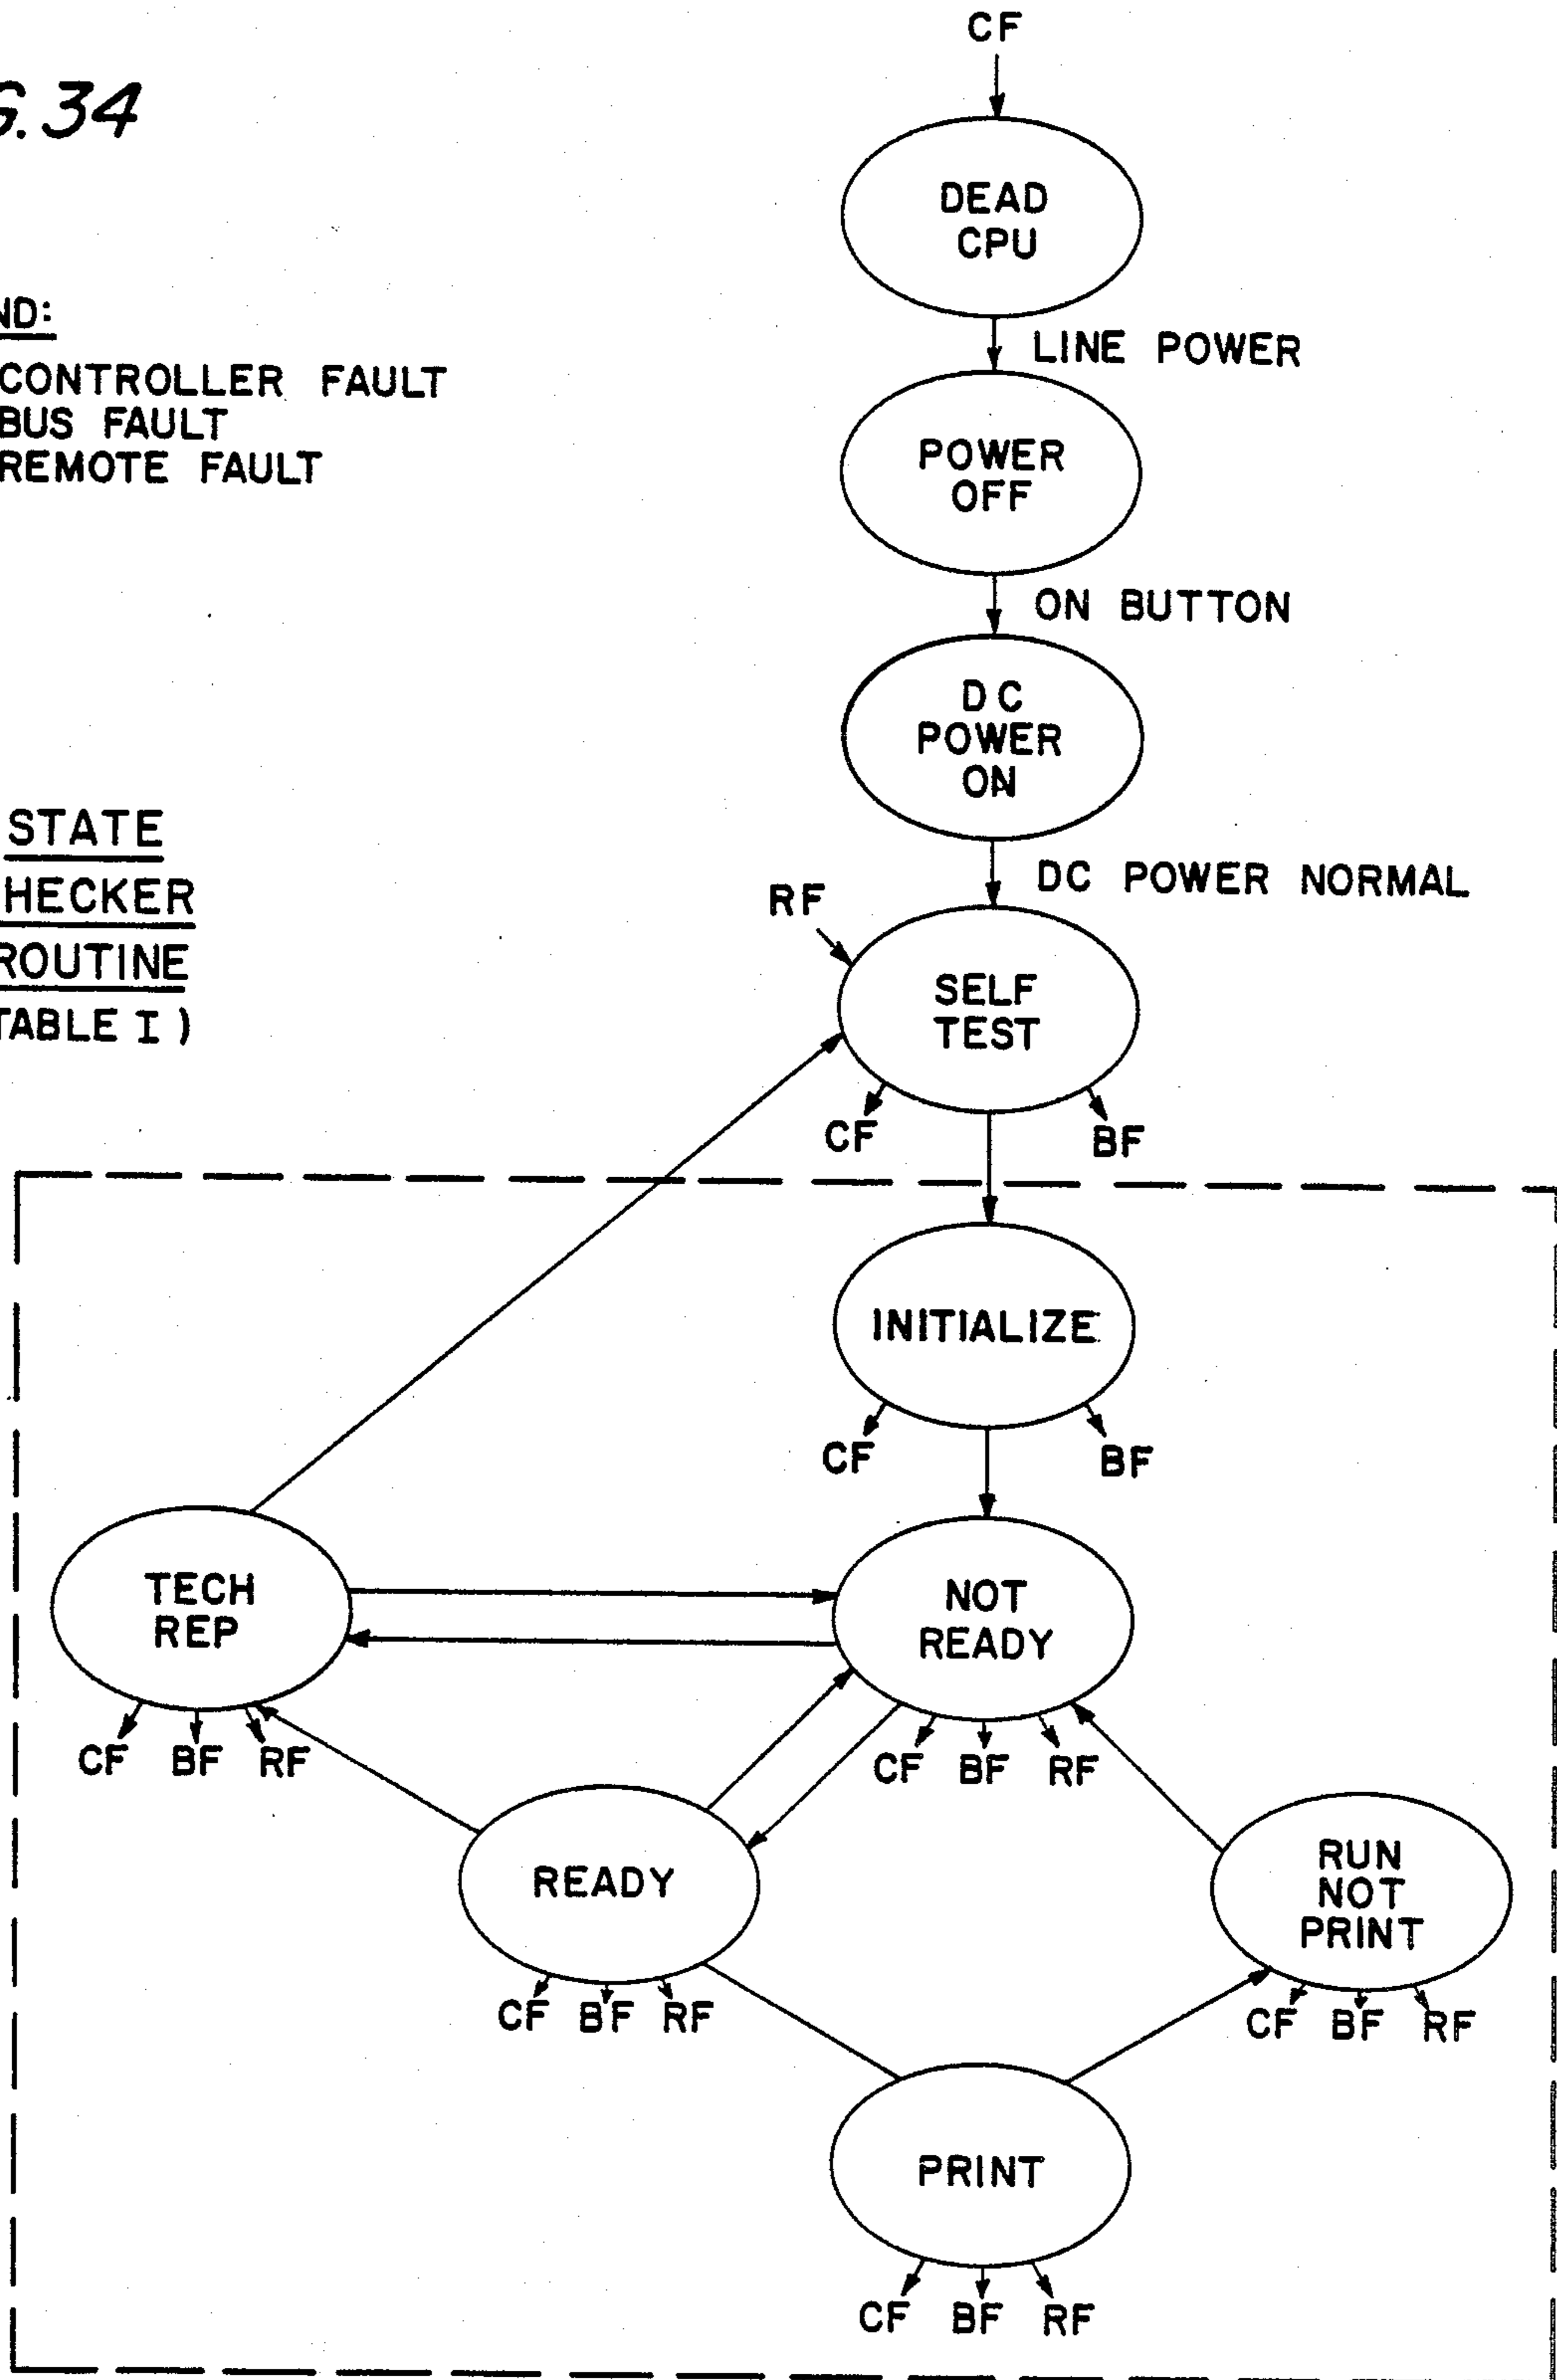 CF
G. 34
DEAD
CPU
ND:
CONTROLLER FAULT
BUS FAULT
REMOTE FAULT
LINE POWER
POWER
OFF
ON BUTTON
DC
POWER
ON
STATE
HECKER
ROUTINE
TABLE I )
DC POWER NORMAL
RF
SELF
TEST
CF
BF
INITIALIZE
CF
BF
TECH
REP
CF BF RF
NOT
READY
CF BF RF
READY
CF BF RF
RUN
NOT
PRINT
CF BF RF
PRINT
CF BF RF